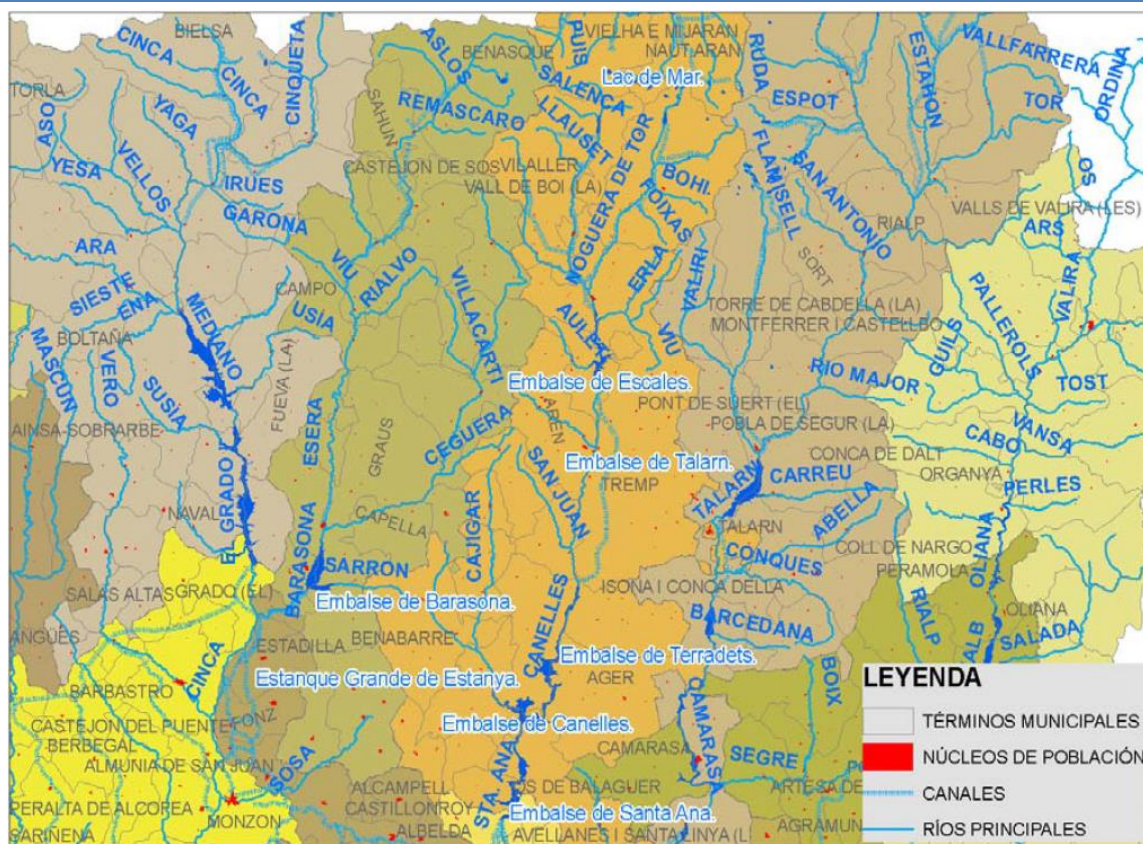 BIELSA
CINCA
CINCA
CINQUETA
TORLA
ASO
YAGA
YESA
VELLOS
IRUES
GARONA
ARA
SIESTE
ENA
BOLTAÑA
MASCUN
VERO
SUSÍA
MEDIANO
CAMPO
USÍA
FUEVA (LA)
AINSA-SOBRARBE
EL GRADO I
NAVAL
SALAS ALTAS
GRADO (EL)
ANGÜES
BARBASTRO
CINCA
CASTEJON DEL PUENTE
BERBEGAL
ALMUNIA DE SAN JUAN
PERALTA DE ALCOREA
SARIÑENA
MONZON
FONZ
ESTADILLA
SOSA
ASLOS
BENASQUE
REMASCARO
SAHUN
CASTEJON DE SOS
VIU
RIALVO
VILLACARTI
ESERA
GRAUS
CEGUERA
CAPELLA
BARASONA
SARRON
Embalse de Barasona.
BENABARRE
Estanque Grande de Estanya.
CAJIGAR
ALCAMPELL
CASTILLONROY
ALBELDA
PUIS
VIELHA E MIJARAN
NAUT ARAN
Lac de Mar.
SALENCA
LLAUSET
VILALLER
VALL DE BOI (LA)
NOGUERA DE TOR
BOHI.
FOIXAS
ERLA
VIU
AULET
Embalse de Escales.
AREN
SAN JUAN
Embalse de Talarn.
TREMP
CANELLES
Embalse de Terradets.
AGER
Embalse de Canelles.
STA. ANA
OS DE BALAGUER
Embalse de Santa Ana.
AVELLANES I SANTA LINYA (L
RUDA
ESPOT
FLAMISELL
SAN ANTONIO
VALIRI
SORT
RIALP
TORRE DE CABDELLA (LA)
MONTFERRER I CASTELLBO
RIO MAJOR
PONT DE SUERT (EL)
POBLA DE SEGUR (LA)
CONCA DE DALT
TALARN
CARREU
TALARN
ABELLA
CONQUES
ISONA I CONCA DELLA
BARCEDANA
CAMARASA
CAMARASA
SEGRE
BOIX
ARTESA DE
AGRAMUN
ESTAHON
VALLFARRERA
TOR
ORDINA
OS
VALLS DE VALIRA (LES)
ARS
VALIRA
PALLEROLS
GUILS
TOST
VANSA
CABO
ORGANYA
PERLES
OLIANA
COLL DE NARGO
PERAMOLA
RIALP
OLIANA
ALB
SALADA
LEYENDA
TÉRMINOS MUNICIPALES
NÚCLEOS DE POBLACIÓN
CANALES
RÍOS PRINCIPALES